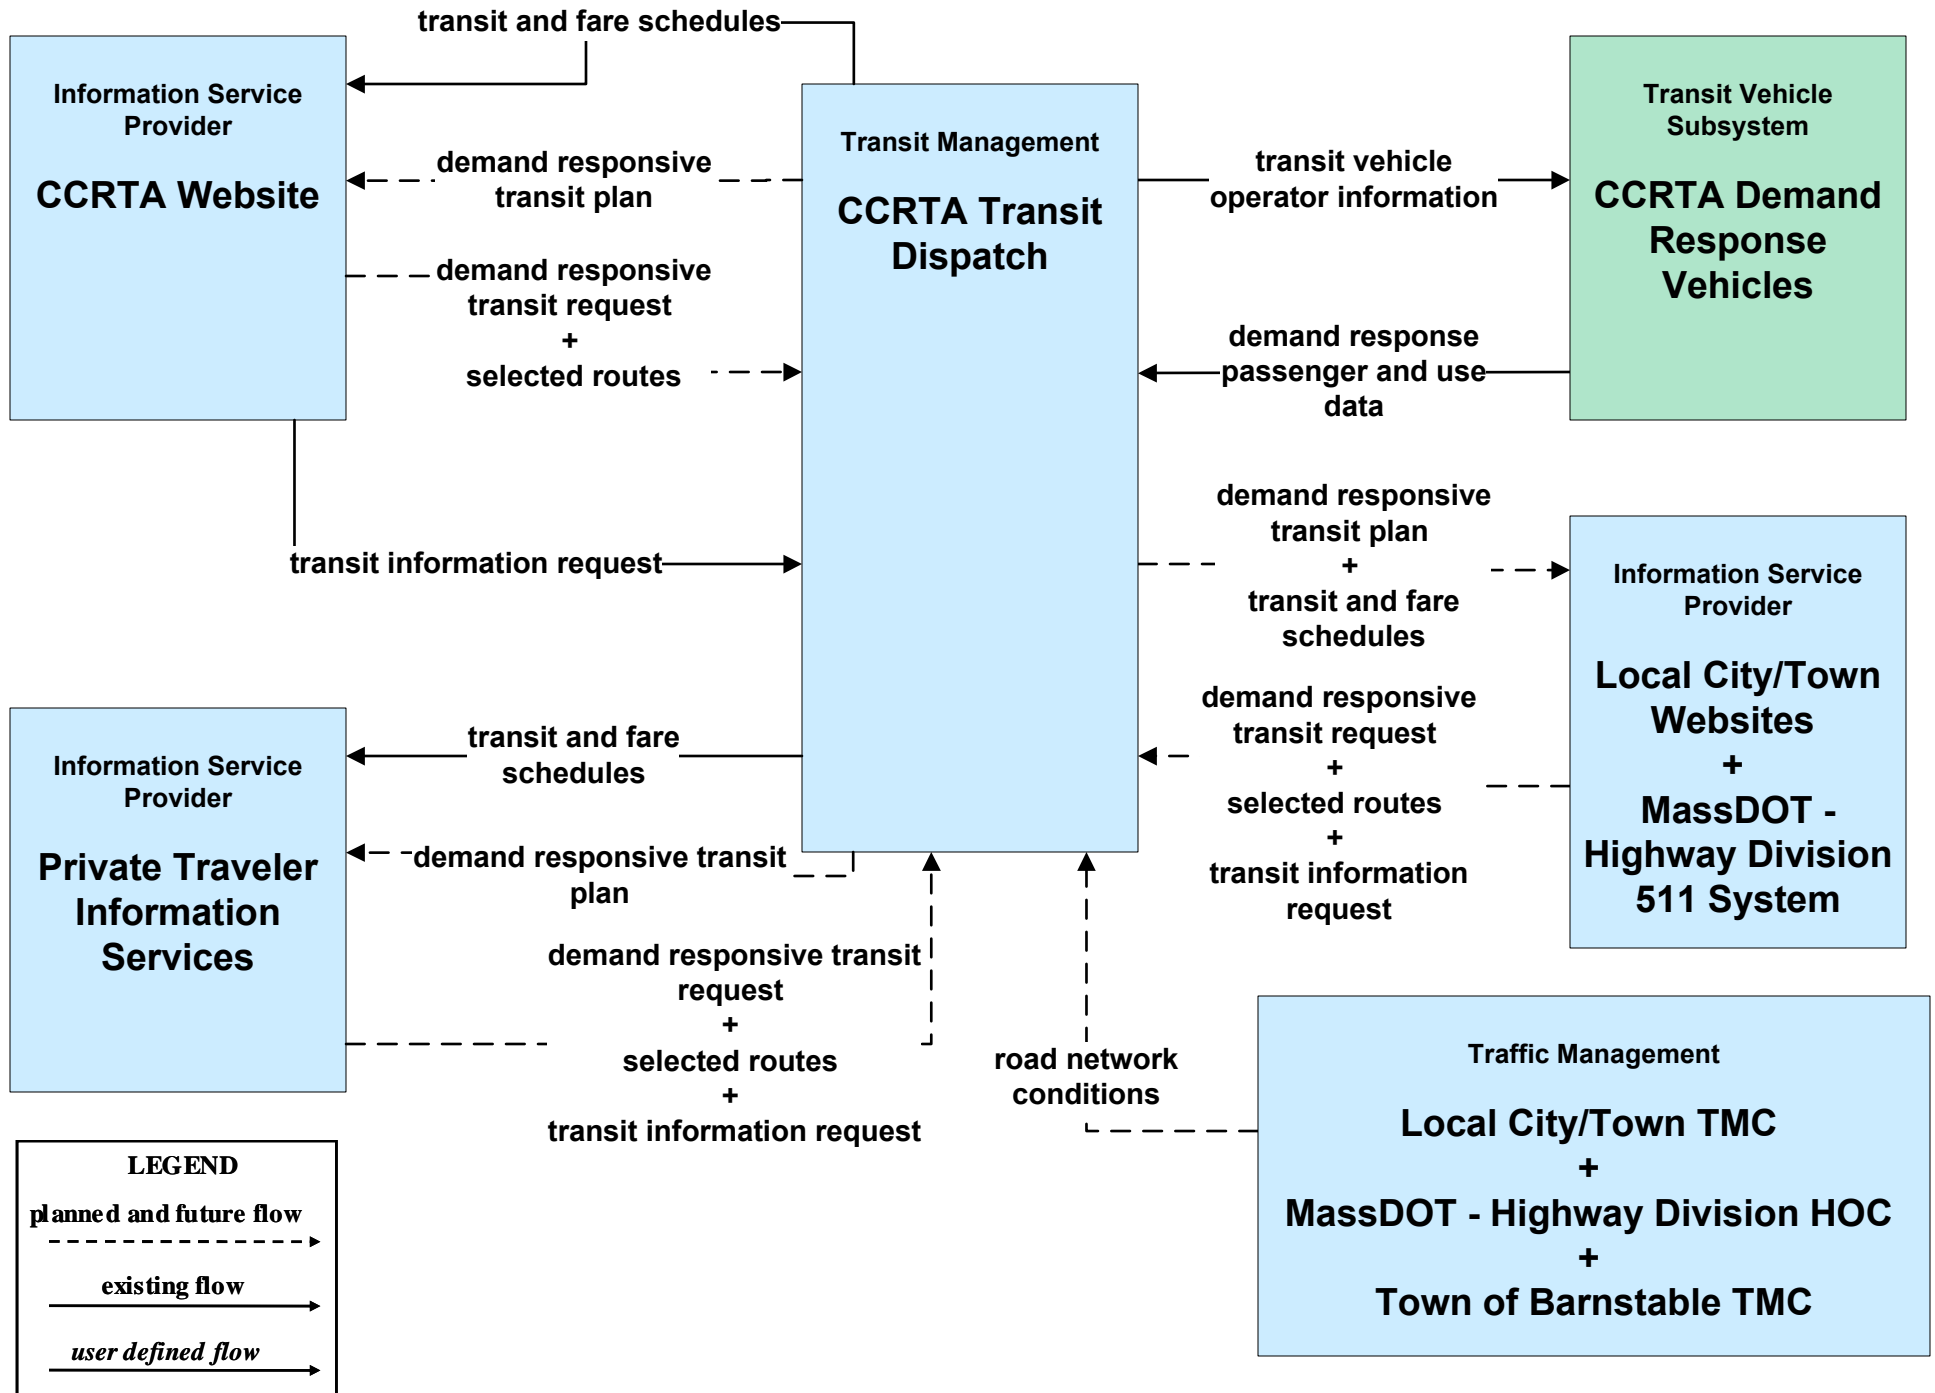 transit and fare schedules
Information Service
Provider
CCRTA Website
demand responsive
transit plan
demand responsive
transit request
+
selected routes
transit information request
Transit Management
CCRTA Transit
Dispatch
transit vehicle
operator information
Transit Vehicle
Subsystem
CCRTA Demand
Response
Vehicles
demand response
passenger and use
data
demand responsive
transit plan
+
transit and fare
schedules
Information Service
Provider
Local City/Town
Websites
+
MassDOT -
Highway Division
511 System
demand responsive
transit request
+
selected routes
+
transit information
request
Information Service
Provider
Private Traveler
Information
Services
transit and fare
schedules
demand responsive transit
plan
demand responsive transit
request
+
selected routes
+
transit information request
road network
conditions
Traffic Management
Local City/Town TMC
+
MassDOT - Highway Division HOC
+
Town of Barnstable TMC
LEGEND
planned and future flow
existing flow
user defined flow